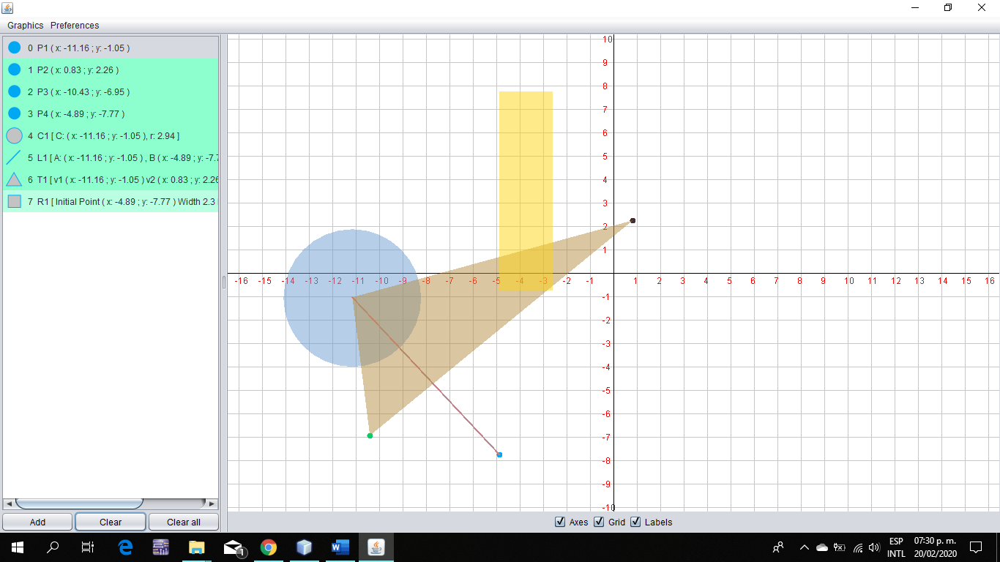 Graphics Preferences
0 P1 ( x: -11.16 ; y: -1.05 )
1 P2 ( x: 0.83 ; y: 2.26 )
2 P3 ( x: -10.43 ; y: -6.95 )
3 P4 ( x: -4.89 ; y: -7.77 )
4 C1 [ C: ( x: -11.16 ; y: -1.05 ), r: 2.94 ]
5 L1 [ A: ( x: -11.16 ; y: -1.05 ) , B ( x: -4.89 ; y: -7.7
6 T1 [ v1 ( x: -11.16 ; y: -1.05 ) v2 ( x: 0.83 ; y: 2.26
7 R1 [ Initial Point ( x: -4.89 ; y: -7.77 ) Width 2.3
Add Clear Clear all
10
9
8
7
6
5
4
3
2
1
-16 -14 -13 -12 -11 -10 -9 -8 -7 -6 -5 -4 -3 -2 -1 1 2 3 4 5 6 7 8 9 10 11 12 13 14 15 16
-1
-2
-3
-4
-5
-6
-7
-8
-9
-10
Axes Grid Labels
1
ESP
INTL
07:30 p. m.
20/02/2020